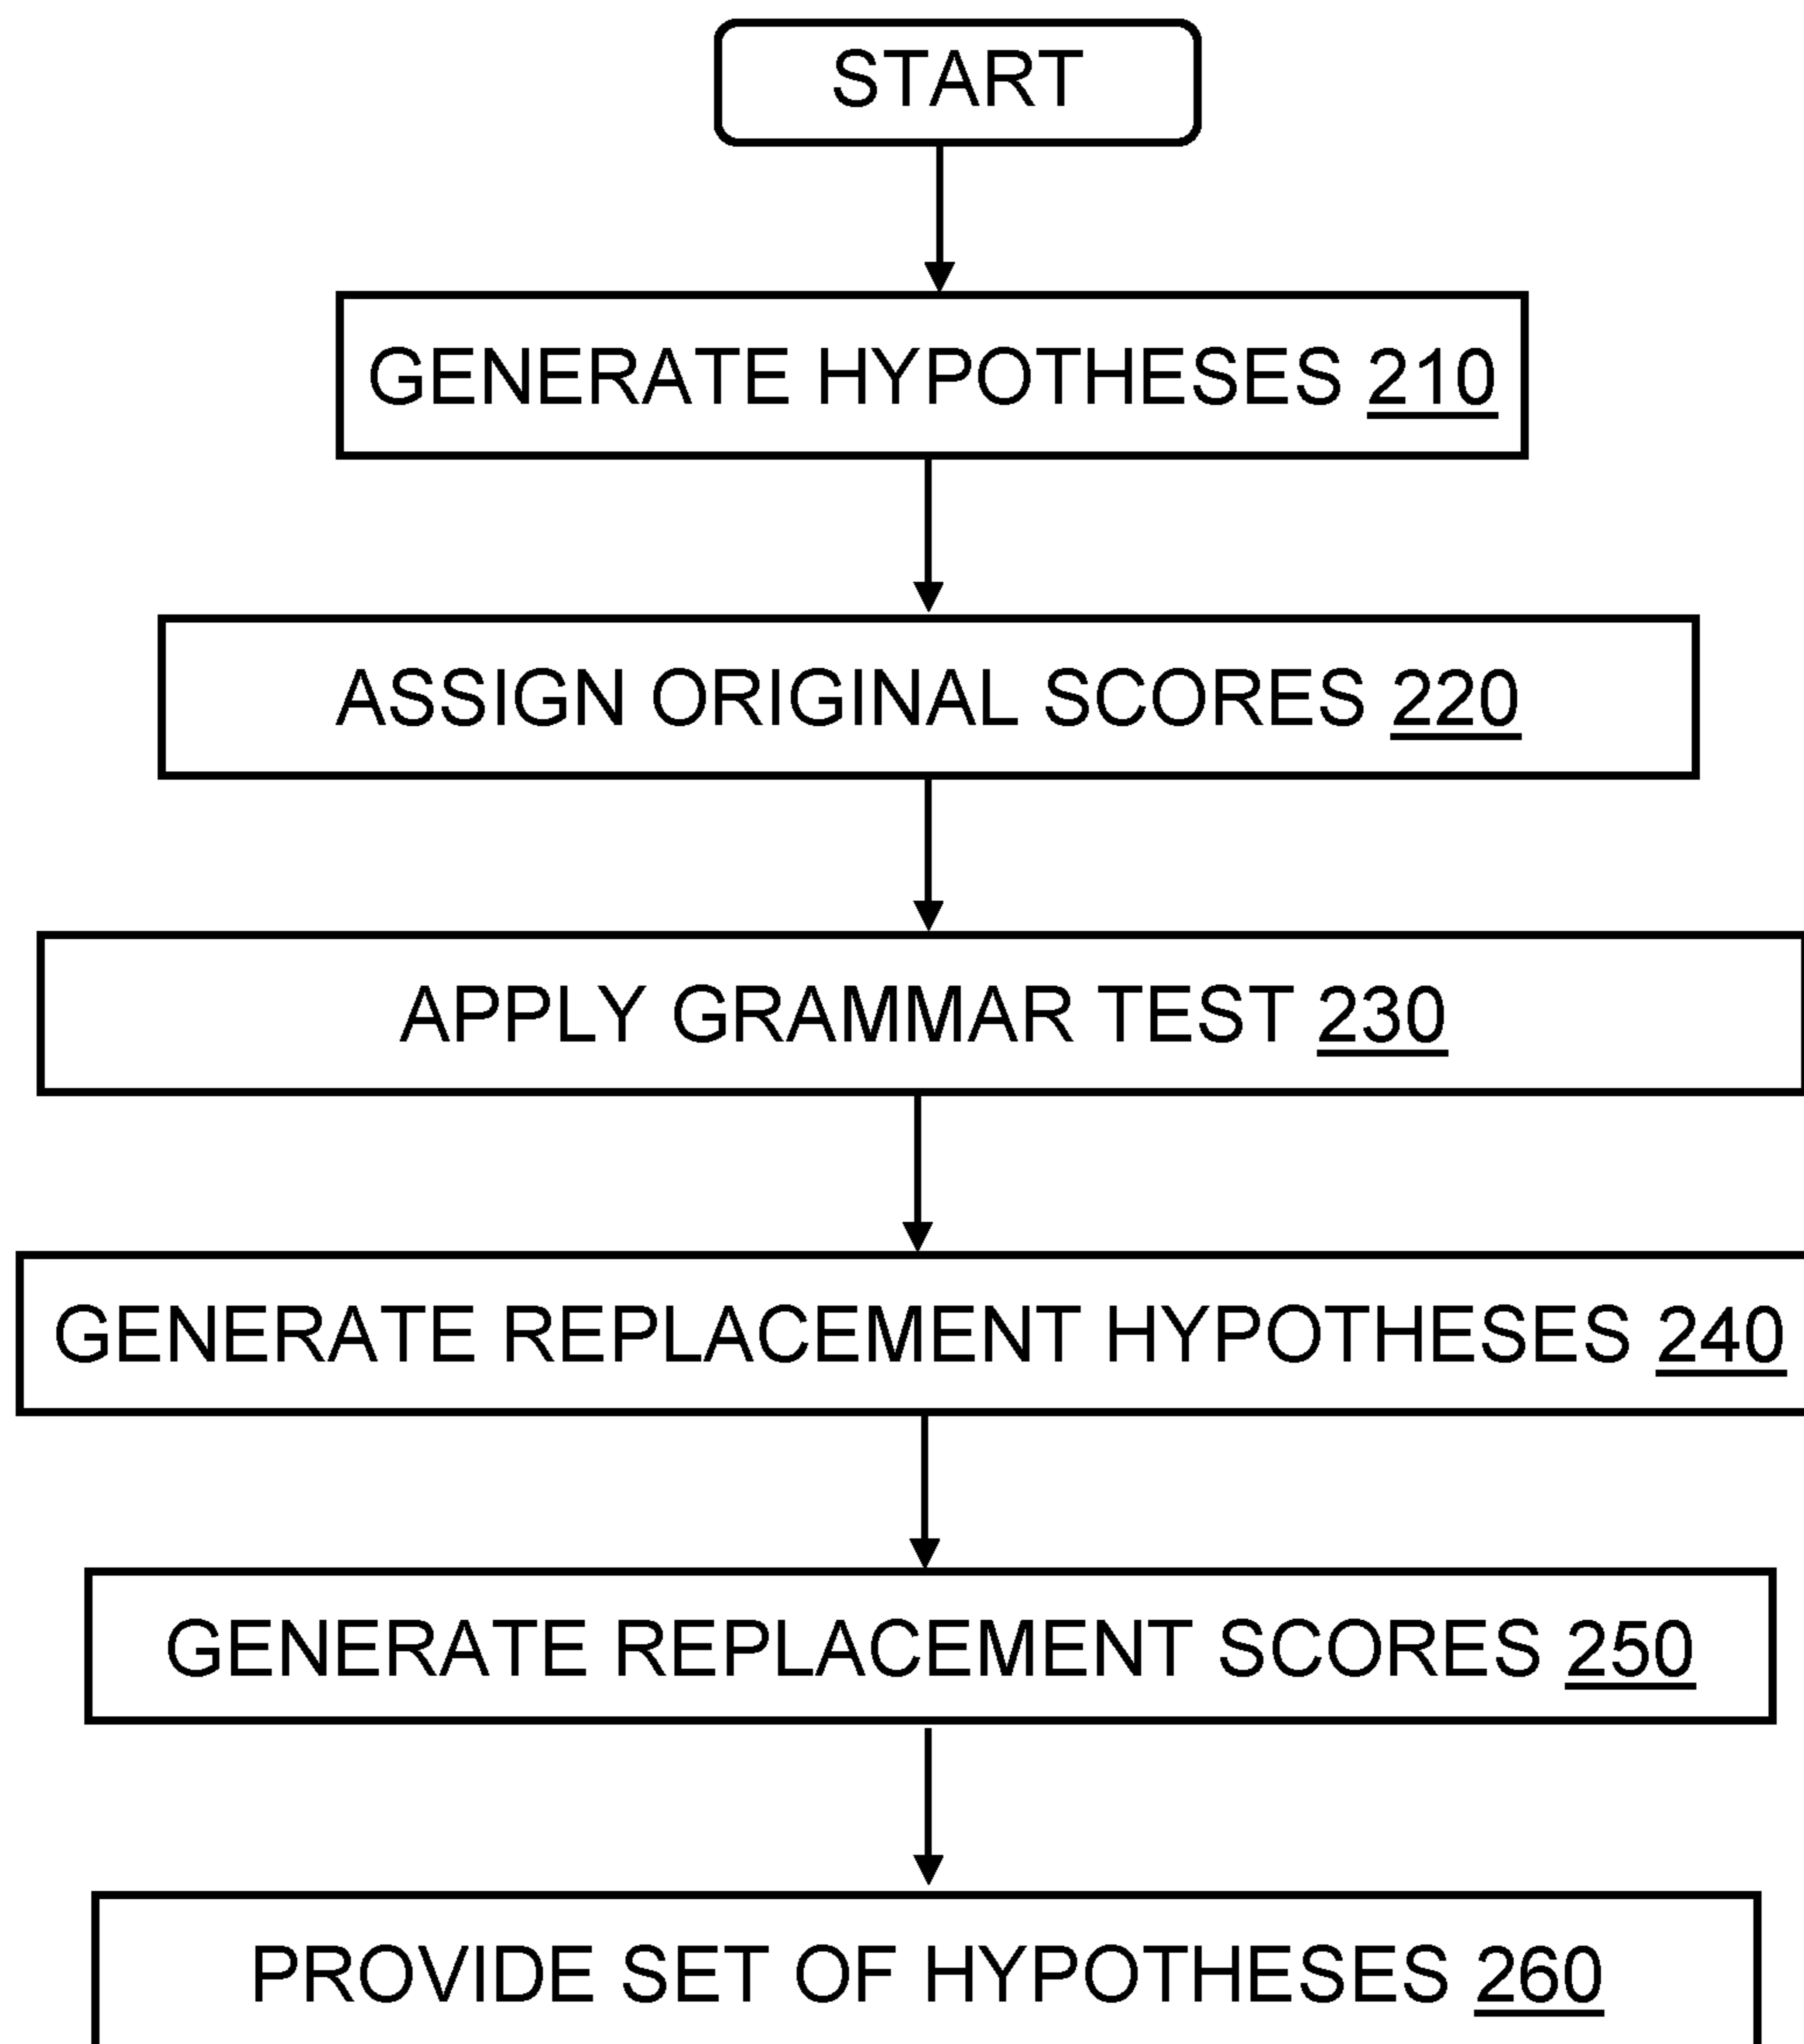 START
GENERATE HYPOTHESES 210
ASSIGN ORIGINAL SCORES 220
APPLY GRAMMAR TEST 230
GENERATE REPLACEMENT HYPOTHESES 240
GENERATE REPLACEMENT SCORES 250
PROVIDE SET OF HYPOTHESES 260